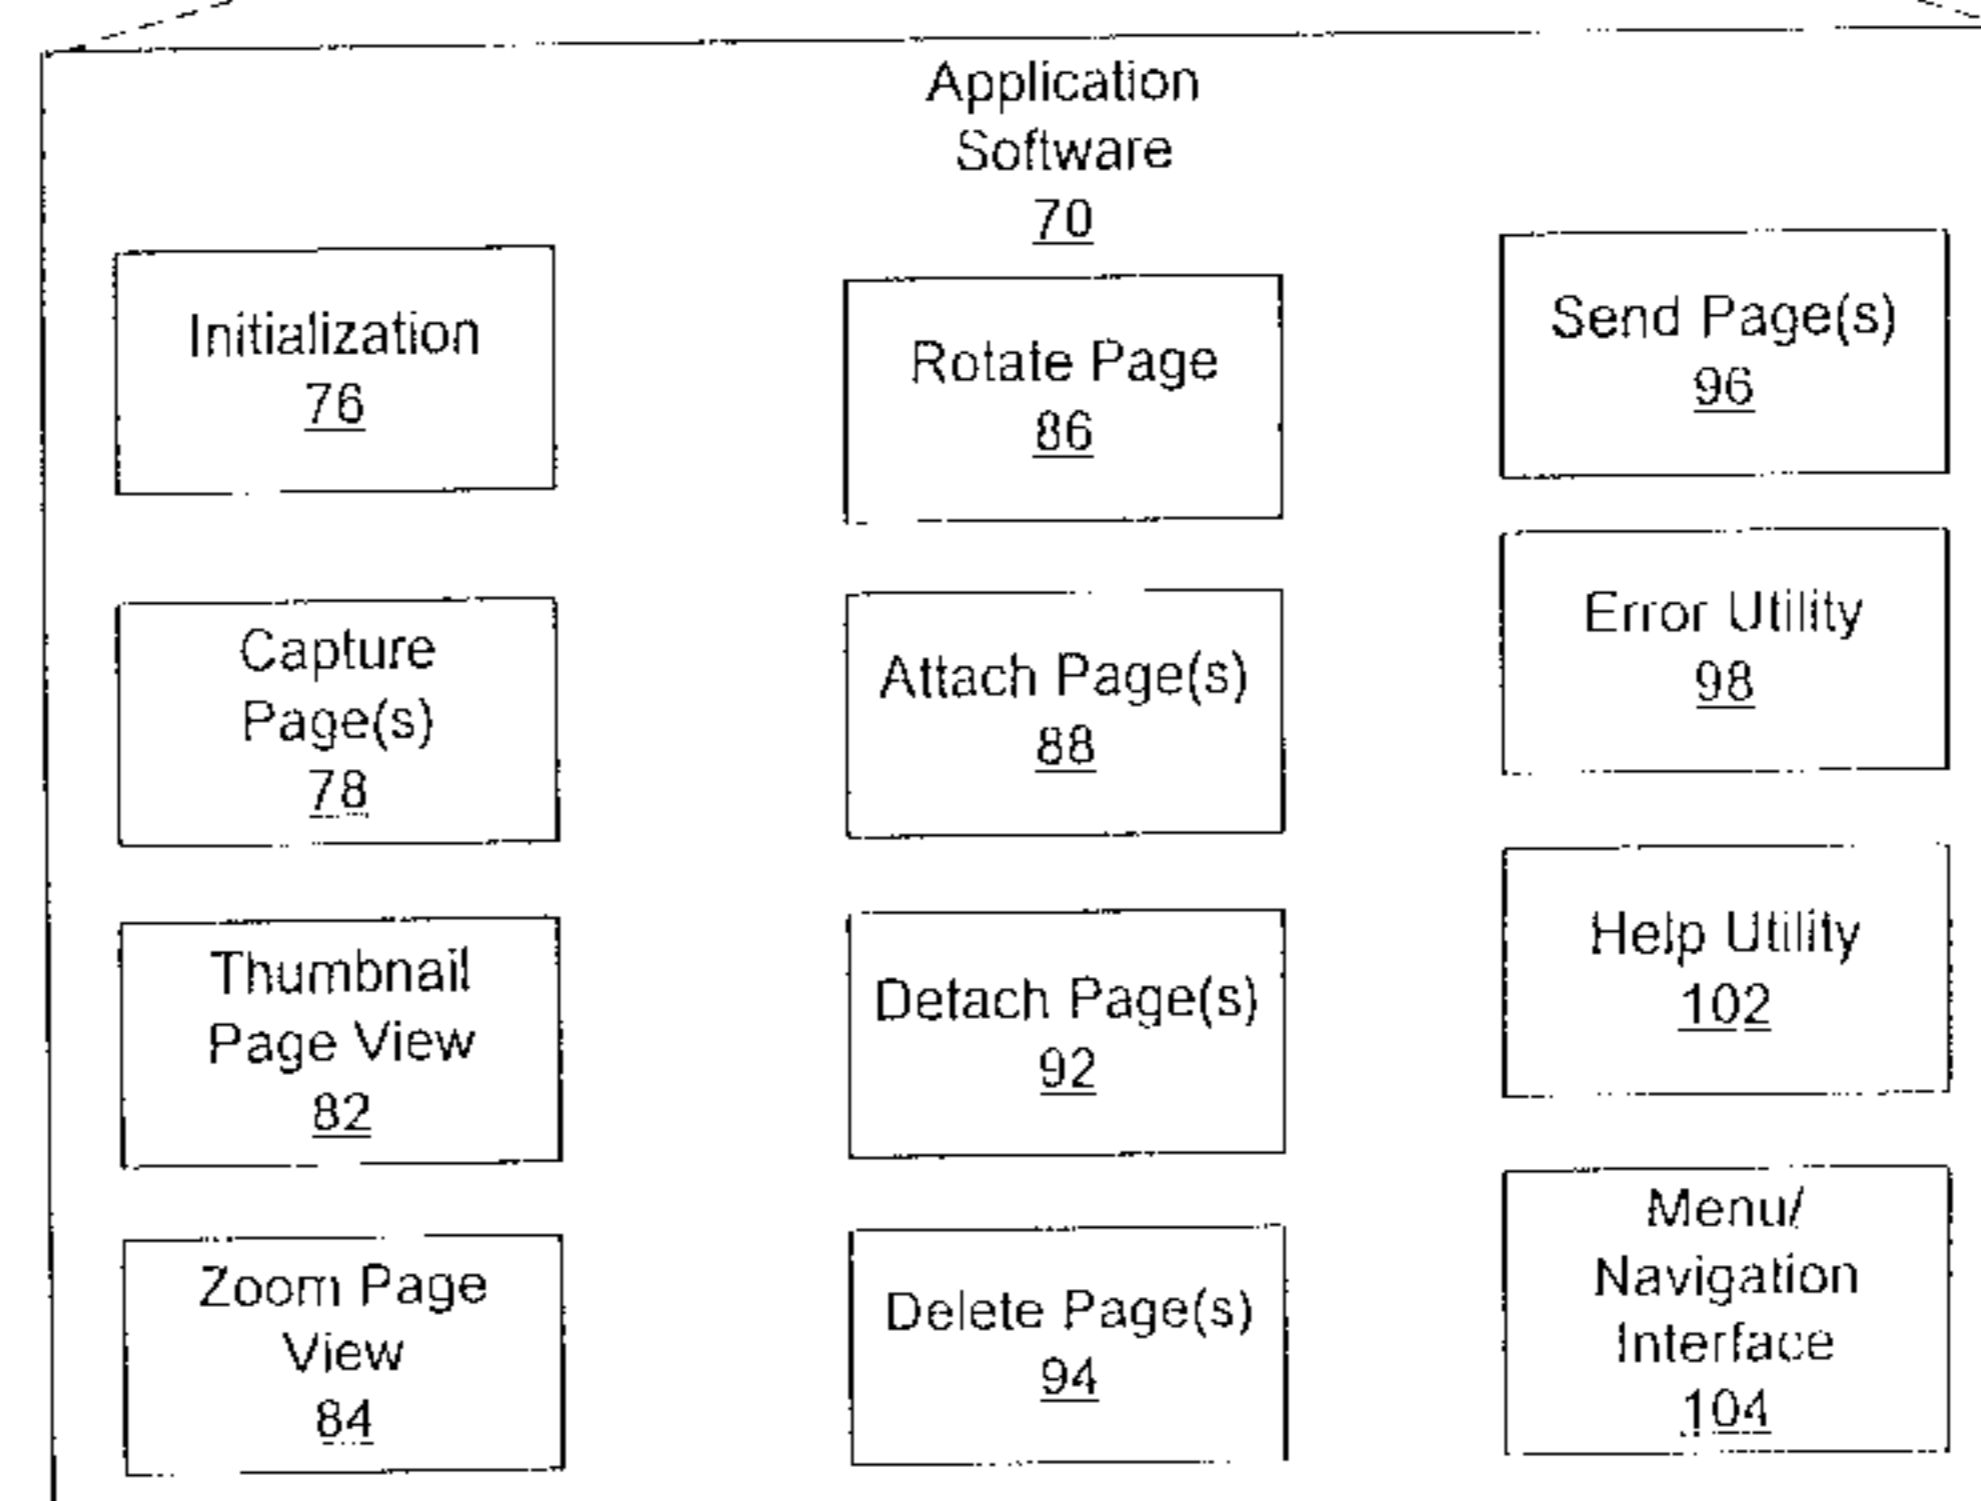 Application
Software
70
Initialization
76
Capture
Page(s)
78
Thumbnail
Page View
82
Zoom Page
View
84
Rotate Page
86
Attach Page(s)
88
Detach Page(s)
92
Delete Page(s)
94
Send Page(s)
96
Error Utility
98
Help Utility
102
Menu/
Navigation
Interface
104